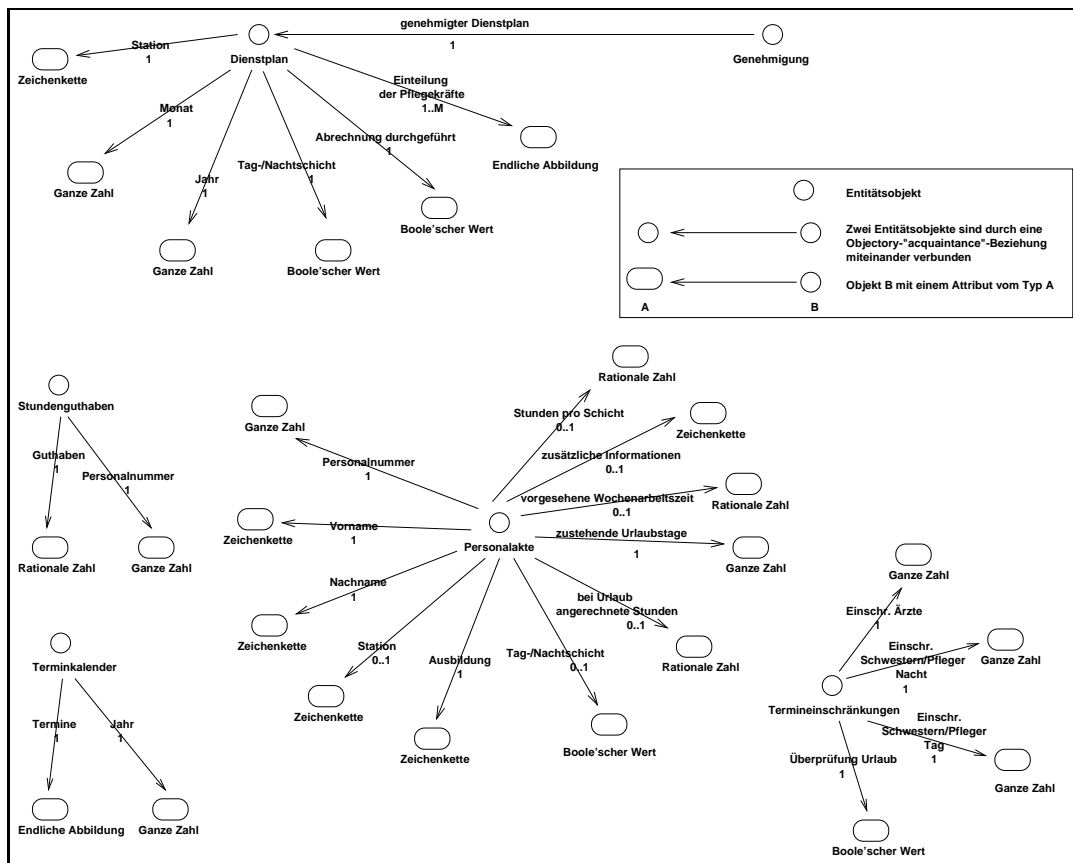 genehmigter Dienstplan
1
Genehmigung
Station
1
Zeichenkette
Dienstplan
Einteilung
der Pflegekräfte
1..M
Endliche Abbildung
Monat
1
Ganze Zahl
Abrechnung durchgeführt
1
Boole'scher Wert
Tag-/Nachtschicht
1
Boole'scher Wert
Jahr
1
Ganze Zahl
Entitätsobjekt
Zwei Entitätsobjekte sind durch eine
Objectory-"acquaintance"-Beziehung
miteinander verbunden
Objekt B mit einem Attribut vom Typ A
A
B
Stundenguthaben
Guthaben
1
Personalnummer
1
Rationale Zahl
Ganze Zahl
Rationale Zahl
Stunden pro Schicht
0..1
Ganze Zahl
Zeichenkette
zusätzliche Informationen
0..1
Personalnummer
1
vorgesehene Wochenarbeitszeit
0..1
Rationale Zahl
Vorname
1
Zeichenkette
Personalakte
zustehende Urlaubstage
1
Ganze Zahl
Nachname
1
Zeichenkette
bei Urlaub
angerechnete Stunden
0..1
Rationale Zahl
Station
0..1
Zeichenkette
Ausbildung
1
Zeichenkette
Tag-/Nachtschicht
0..1
Boole'scher Wert
Terminkalender
Termine
1
Jahr
1
Endliche Abbildung
Ganze Zahl
Ganze Zahl
Einschr. Ärzte
1
Einschr.
Schwestern/Pfleger
Nacht
1
Ganze Zahl
Termineinschränkungen
Einschr.
Schwestern/Pfleger
Tag
1
Ganze Zahl
Überprüfung Urlaub
1
Boole'scher Wert